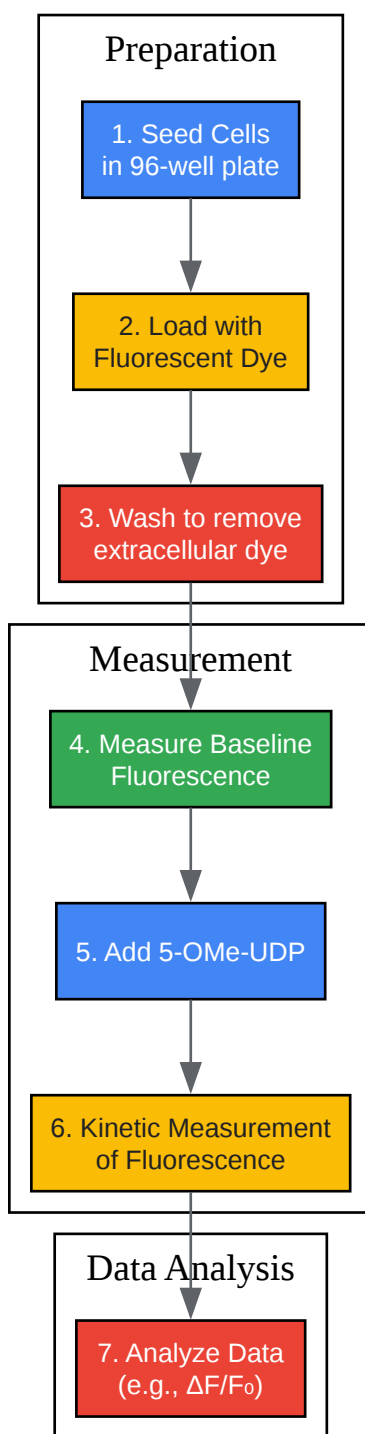 Preparation
1. Seed Cells
in 96-well plate
2. Load with
Fluorescent Dye
3. Wash to remove
extracellular dye
Measurement
4. Measure Baseline
Fluorescence
5. Add 5-OMe-UDP
6. Kinetic Measurement
of Fluorescence
Data Analysis
7. Analyze Data
(e.g., ΔF/F₀)